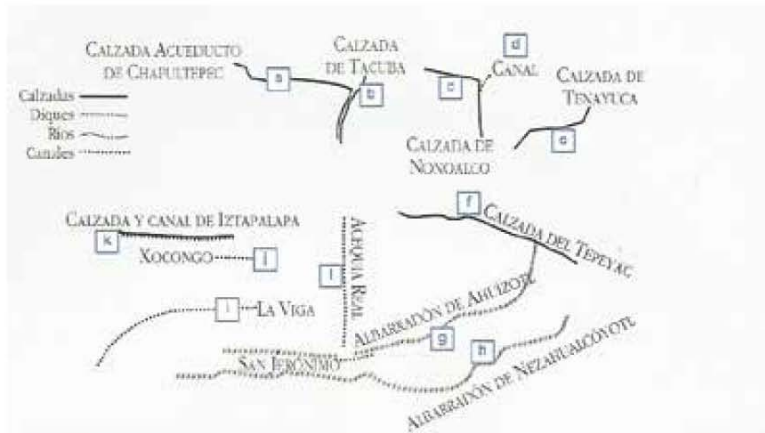 CALZADA ACUEDUCTO
DE CHAPULTEPEC
a
CALZADA
DE TACUBA
b
d
CANAL
c
CALZADA DE
TENAYUCA
e
Calzadas
Diques
Ríos
Canales
CALZADA DE
NONOALCO
f
CALZADA DEL TEPEYAC
CALZADA Y CANAL DE IZTAPALAPA
k
XOCONGO
j
l
ACEQUIA REAL
i
LA VIGA
ALBARRADÓN DE AHUIZOTL
g
h
SAN JERÓNIMO
ALBARRADÓN DE NEZAHUALCÓYOTL